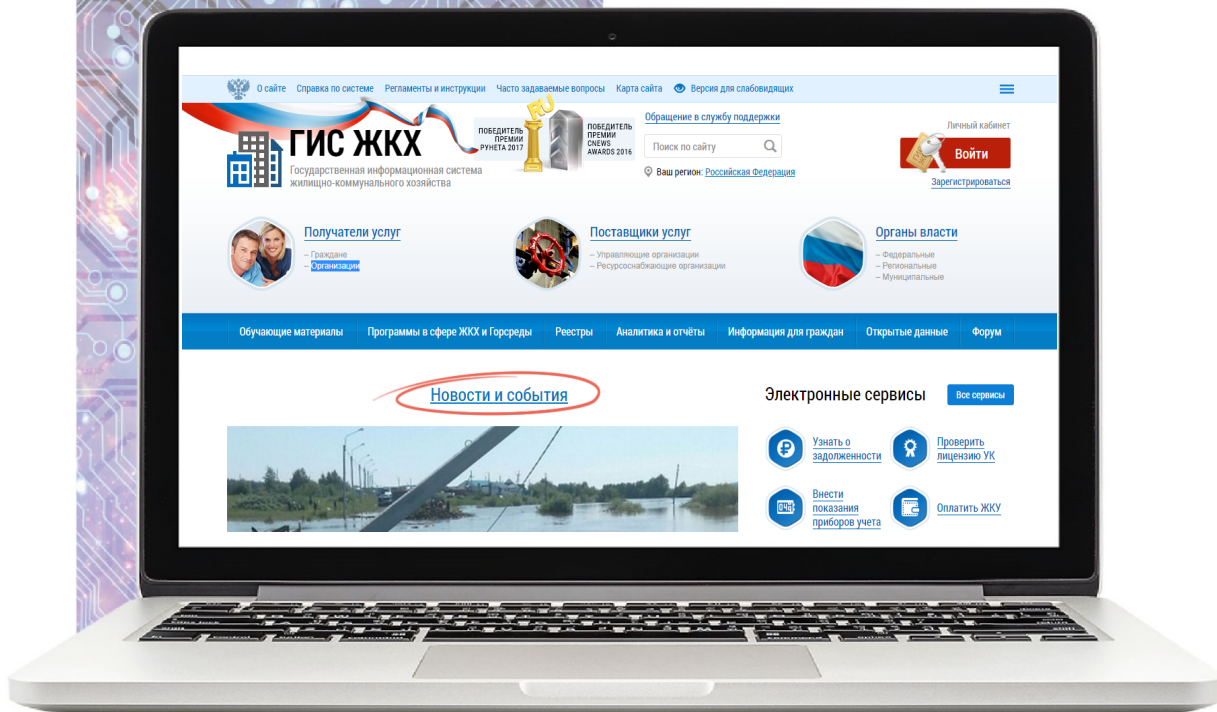 О сайте Справка по системе Регламенты и инструкции Часто задаваемые вопросы Карта сайта Версия для слабовидящих
ГИС ЖКХ
Государственная информационная система
жилищно-коммунального хозяйства
ПОБЕДИТЕЛЬ
ПРЕМИИ
РУНЕТА 2017
RU
ПОБЕДИТЕЛЬ
ПРЕМИИ
CNEWS
AWARDS 2016
Обращение в службу поддержки
Поиск по сайту
Ваш регион: Российская Федерация
Личный кабинет
Войти
Зарегистрироваться
Получатели услуг
– Граждане
– Организации
Поставщики услуг
– Управляющие организации
– Ресурсоснабжающие организации
Органы власти
– Федеральные
– Региональные
– Муниципальные
Обучающие материалы Программы в сфере ЖКХ и Горсреды Реестры Аналитика и отчёты Информация для граждан Открытые данные Форум
Новости и события
Электронные сервисы
Все сервисы
Узнать о
задолженности
Проверить
лицензию УК
Внести
показания
приборов учета
Оплатить ЖКУ